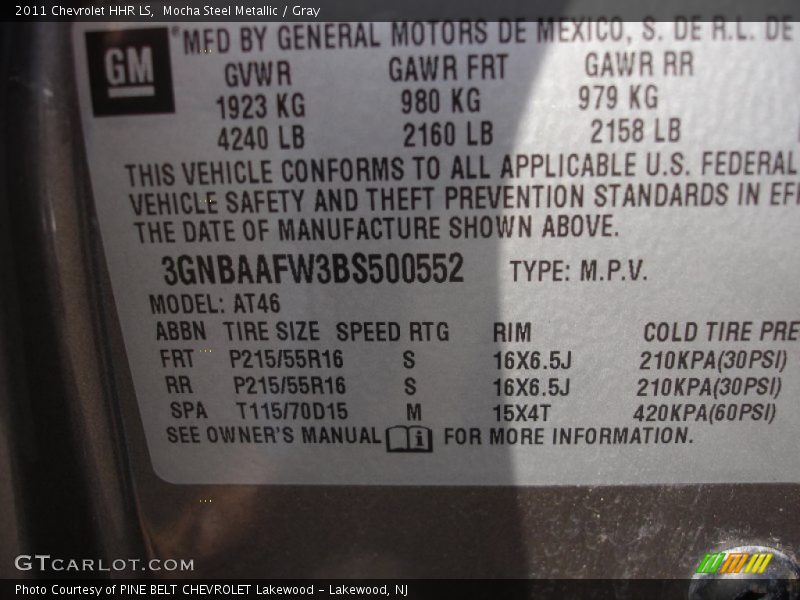 2011 Chevrolet HHR LS, Mocha Steel Metallic / Gray
GM
® MFD BY GENERAL MOTORS DE MEXICO, S. DE R.L. DE
GVWR GAWR FRT GAWR RR
1923 KG 980 KG 979 KG
4240 LB 2160 LB 2158 LB
THIS VEHICLE CONFORMS TO ALL APPLICABLE U.S. FEDERAL
VEHICLE SAFETY AND THEFT PREVENTION STANDARDS IN EF
THE DATE OF MANUFACTURE SHOWN ABOVE.
3GNBAAFW3BS500552 TYPE: M.P.V.
MODEL: AT46
ABBN TIRE SIZE SPEED RTG RIM COLD TIRE PRE
FRT P215/55R16 S 16X6.5J 210KPA(30PSI)
RR P215/55R16 S 16X6.5J 210KPA(30PSI)
SPA T115/70D15 M 15X4T 420KPA(60PSI)
SEE OWNER'S MANUAL i FOR MORE INFORMATION.
GTCARLOT.COM
Photo Courtesy of PINE BELT CHEVROLET Lakewood - Lakewood, NJ